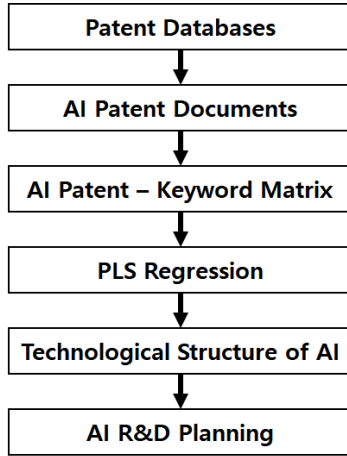 Patent Databases
AI Patent Documents
AI Patent – Keyword Matrix
PLS Regression
Technological Structure of AI
AI R&D Planning